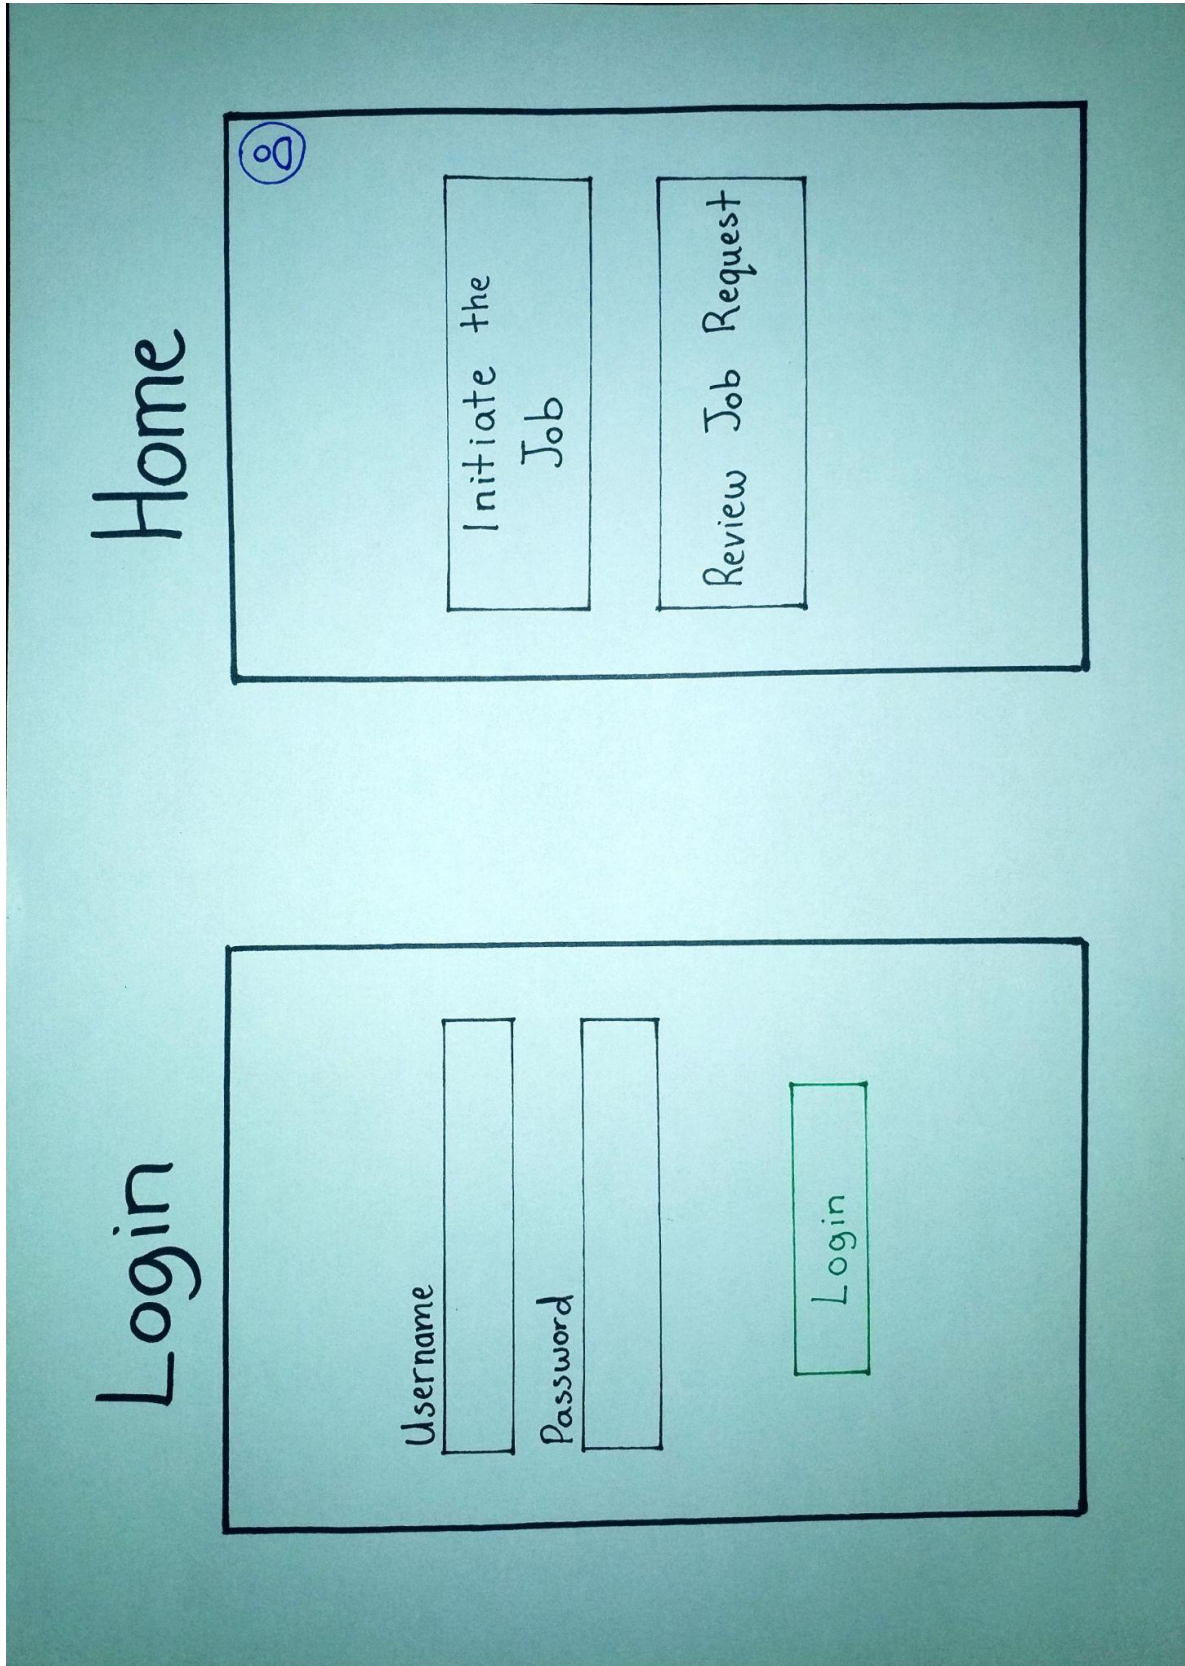 Login
Username
Password
Login
Home
Initiate the
Job
Review Job Request